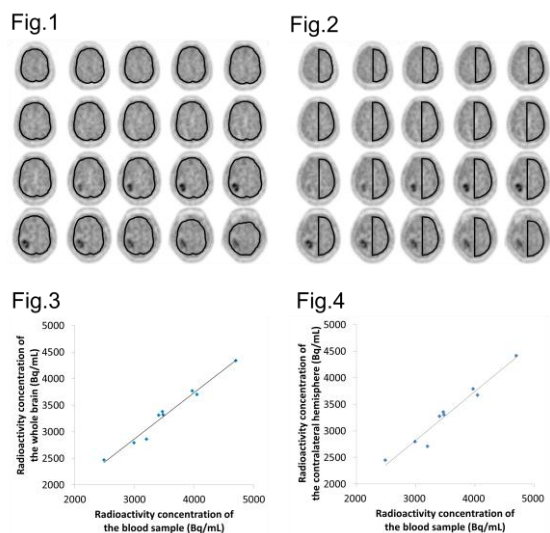 Fig.1
Fig.2
Fig.3
Radioactivity concentration of
the whole brain (Bq/mL)
5000
4500
4000
3500
3000
2500
2000
2000
3000
4000
5000
Radioactivity concentration of
the blood sample (Bq/mL)
Fig.4
Radioactivity concentration of
the contralateral hemisphere (Bq/mL)
5000
4500
4000
3500
3000
2500
2000
2000
3000
4000
5000
Radioactivity concentration of
the blood sample (Bq/mL)